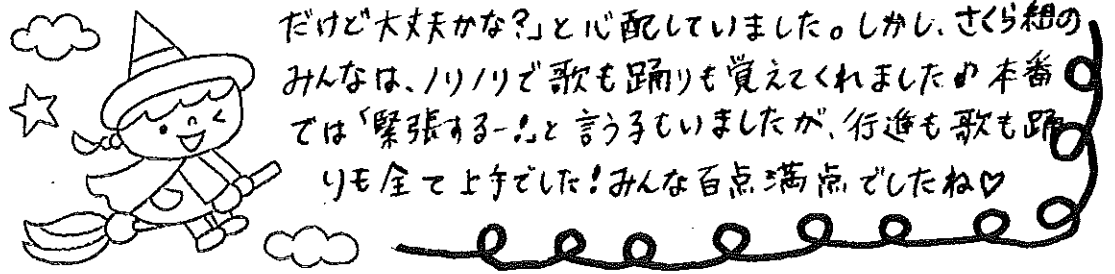 だけど大丈夫かな?」と心配していました。しかし、さくら組の
みんなは、ノリノリで歌も踊りも覚えてくれました♪本番
では「緊張するー!」と言う子もいましたが、行進も歌も踊
りも全て上手でした!みんな百点満点でしたね♡